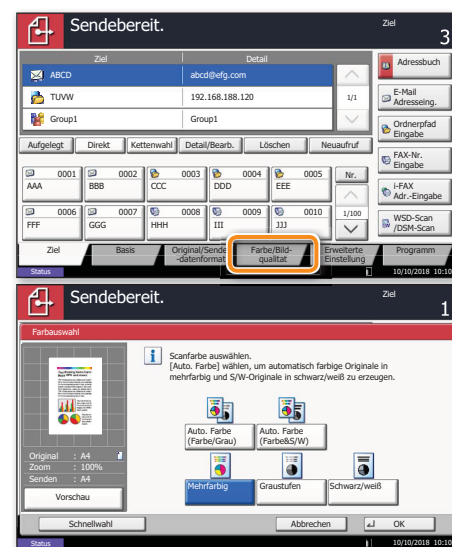 Sendebereit.
Ziel
3
Ziel
Detail
ABCD
abcd@efg.com
TUVW
192.168.188.120
1/1
Group1
Group1
Aufgelegt
Direkt
Kettenwahl
Detail/Bearb.
Löschen
Neuaufruf
0001
AAA
0002
BBB
0003
CCC
0004
DDD
0005
EEE
Nr.
0006
FFF
0007
GGG
0008
HHH
0009
III
0010
JJJ
1/100
Adressbuch
E-Mail
Adresseing.
Ordnerpfad
Eingabe
FAX-Nr.
Eingabe
i-FAX
Adr.-Eingabe
WSD-Scan
/DSM-Scan
Ziel
Basis
Original/Sende
-datenformat
Farbe/Bild-
qualitat
Erweiterte
Einstellung
Programm
Status
10/10/2018 10:10
Sendebereit.
Ziel
1
Farbauswahl
Scanfarbe auswählen.
[Auto. Farbe] wählen, um automatisch farbige Originale in
mehrfarbig und S/W-Originale in schwarz/weiß zu erzeugen.
Auto. Farbe
(Farbe/Grau)
Auto. Farbe
(Farbe&S/W)
Mehrfarbig
Graustufen
Schwarz/weiß
Original : A4
Zoom : 100%
Senden : A4
Vorschau
Schnellwahl
Abbrechen
OK
Status
10/10/2018 10:10